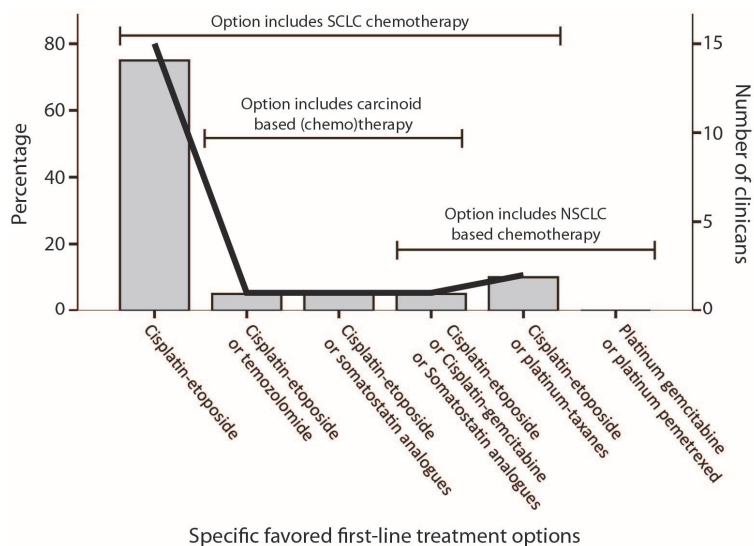 Option includes SCLC chemotherapy
80
15
Option includes carcinoid
based (chemo)therapy
60
10
Percentage
Number of clinicans
40
Option includes NSCLC
based chemotherapy
5
20
0
0
Cisplatin-etoposide
Cisplatin-etoposide
or temozolomide
Cisplatin-etoposide
or somatostatin analogues
Cisplatin-etoposide
or Cisplatin-gemcitabine
or Somatostatin analogues
Cisplatin-etoposide
or platinum-taxanes
Platinum gemcitabine
or platinum pemetrexed
Specific favored first-line treatment options